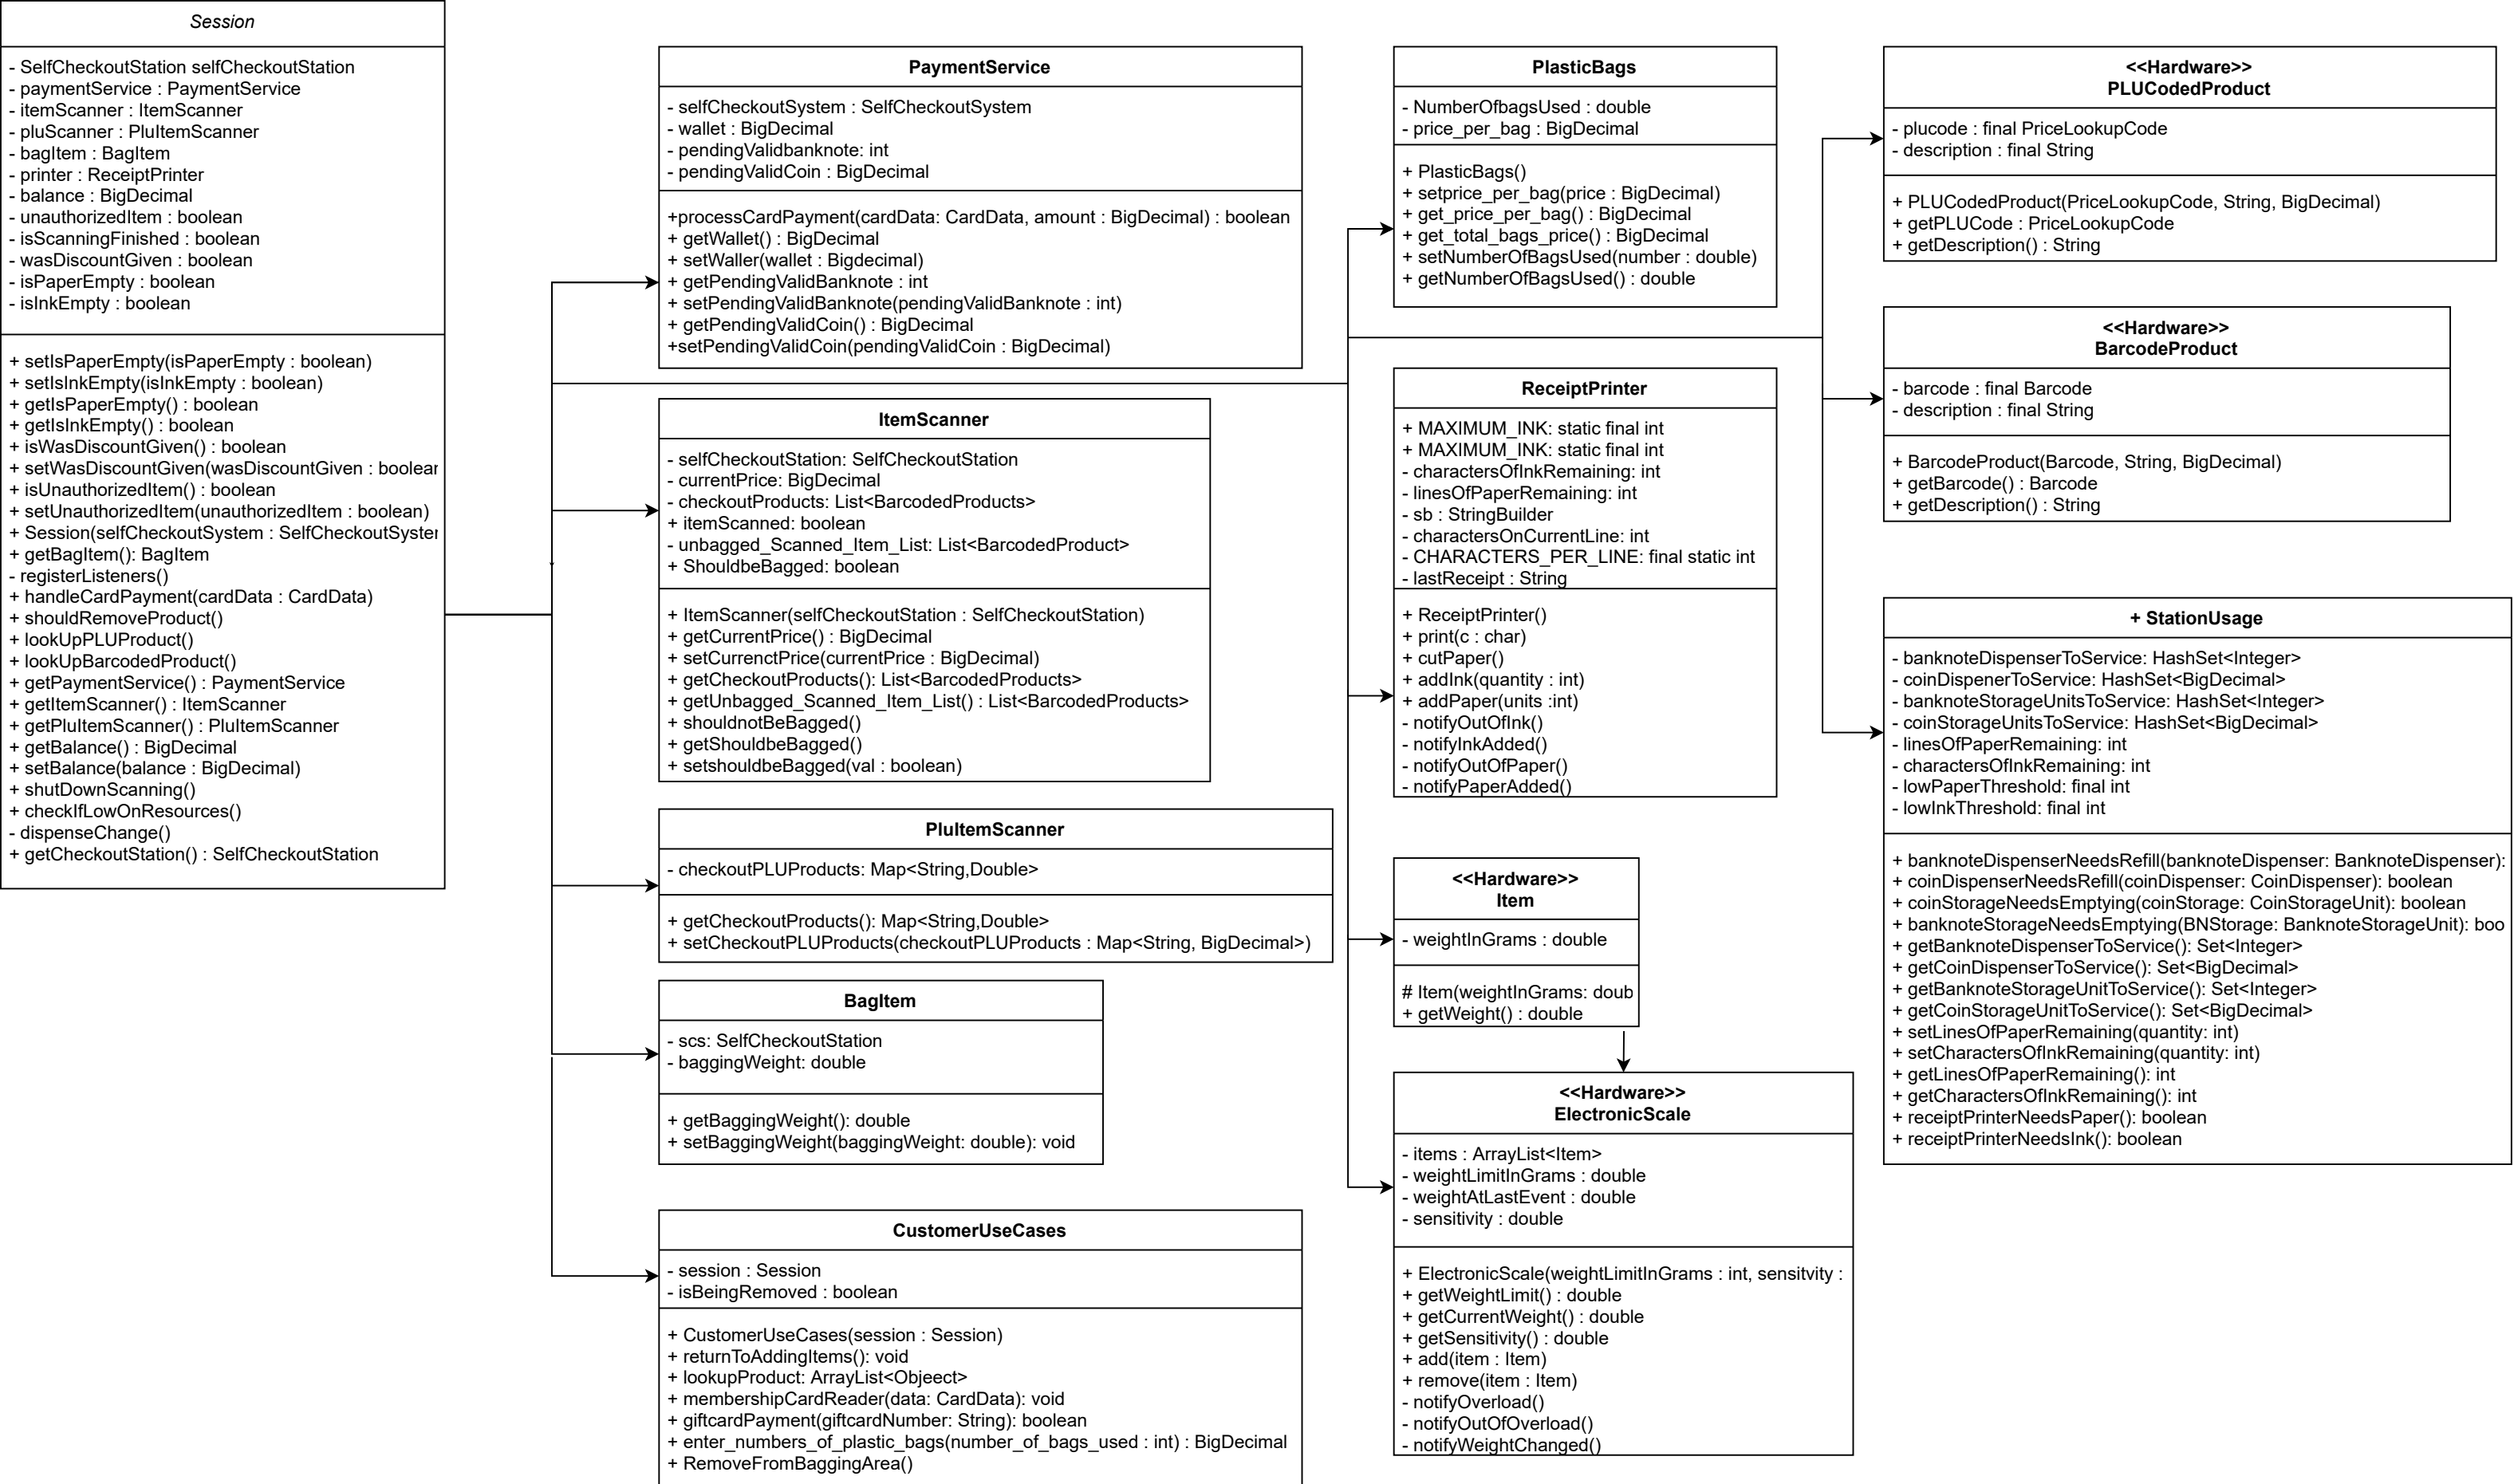 Session
- SelfCheckoutStation selfCheckoutStation
- paymentService : PaymentService
- itemScanner : ItemScanner
- pluScanner : PluItemScanner
- bagItem : BagItem
- printer : ReceiptPrinter
- balance : BigDecimal
- unauthorizedItem : boolean
- isScanningFinished : boolean
- wasDiscountGiven : boolean
- isPaperEmpty : boolean
- isInkEmpty : boolean
+ setIsPaperEmpty(isPaperEmpty : boolean)
+ setIsInkEmpty(isInkEmpty : boolean)
+ getIsPaperEmpty() : boolean
+ getIsInkEmpty() : boolean
+ isWasDiscountGiven() : boolean
+ setWasDiscountGiven(wasDiscountGiven : boolear
+ isUnauthorizedItem() : boolean
+ setUnauthorizedItem(unauthorizedItem : boolean)
+ Session(selfCheckoutSystem : SelfCheckoutSyster
+ getBagItem(): BagItem
- registerListeners()
+ handleCardPayment(cardData : CardData)
+ shouldRemoveProduct()
+ lookUpPLUProduct()
+ lookUpBarcodedProduct()
+ getPaymentService() : PaymentService
+ getItemScanner() : ItemScanner
+ getPluItemScanner() : PluItemScanner
+ getBalance() : BigDecimal
+ setBalance(balance : BigDecimal)
+ shutDownScanning()
+ checkIfLowOnResources()
- dispenseChange()
+ getCheckoutStation() : SelfCheckoutStation
PaymentService
- selfCheckoutSystem : SelfCheckoutSystem
- wallet : BigDecimal
- pendingValidbanknote: int
- pendingValidCoin : BigDecimal
+processCardPayment(cardData: CardData, amount : BigDecimal) : boolean
+ getWallet() : BigDecimal
+ setWaller(wallet : Bigdecimal)
+ getPendingValidBanknote : int
+ setPendingValidBanknote(pendingValidBanknote : int)
+ getPendingValidCoin() : BigDecimal
+setPendingValidCoin(pendingValidCoin : BigDecimal)
ItemScanner
- selfCheckoutStation: SelfCheckoutStation
- currentPrice: BigDecimal
- checkoutProducts: List<BarcodedProducts>
+ itemScanned: boolean
- unbagged_Scanned_Item_List: List<BarcodedProduct>
+ ShouldbeBagged: boolean
+ ItemScanner(selfCheckoutStation : SelfCheckoutStation)
+ getCurrentPrice() : BigDecimal
+ setCurrenctPrice(currentPrice : BigDecimal)
+ getCheckoutProducts(): List<BarcodedProducts>
+ getUnbagged_Scanned_Item_List() : List<BarcodedProducts>
+ shouldnotBeBagged()
+ getShouldbeBagged()
+ setshouldbeBagged(val : boolean)
PluItemScanner
- checkoutPLUProducts: Map<String,Double>
+ getCheckoutProducts(): Map<String,Double>
+ setCheckoutPLUProducts(checkoutPLUProducts : Map<String, BigDecimal>)
BagItem
- scs: SelfCheckoutStation
- baggingWeight: double
+ getBaggingWeight(): double
+ setBaggingWeight(baggingWeight: double): void
CustomerUseCases
- session : Session
- isBeingRemoved : boolean
+ CustomerUseCases(session : Session)
+ returnToAddingItems(): void
+ lookupProduct: ArrayList<Objeect>
+ membershipCardReader(data: CardData): void
+ giftcardPayment(giftcardNumber: String): boolean
+ enter_numbers_of_plastic_bags(number_of_bags_used : int) : BigDecimal
+ RemoveFromBaggingArea()
PlasticBags
- NumberOfbagsUsed : double
- price_per_bag : BigDecimal
+ PlasticBags()
+ setprice_per_bag(price : BigDecimal)
+ get_price_per_bag() : BigDecimal
+ get_total_bags_price() : BigDecimal
+ setNumberOfBagsUsed(number : double)
+ getNumberOfBagsUsed() : double
ReceiptPrinter
+ MAXIMUM_INK: static final int
+ MAXIMUM_INK: static final int
- charactersOfInkRemaining: int
- linesOfPaperRemaining: int
- sb : StringBuilder
- charactersOnCurrentLine: int
- CHARACTERS_PER_LINE: final static int
- lastReceipt : String
+ ReceiptPrinter()
+ print(c : char)
+ cutPaper()
+ addInk(quantity : int)
+ addPaper(units :int)
- notifyOutOfInk()
- notifyInkAdded()
- notifyOutOfPaper()
- notifyPaperAdded()
<<Hardware>>
Item
- weightInGrams : double
# Item(weightInGrams: doub
+ getWeight() : double
<<Hardware>>
ElectronicScale
- items : ArrayList<Item>
- weightLimitInGrams : double
- weightAtLastEvent : double
- sensitivity : double
+ ElectronicScale(weightLimitInGrams : int, sensitvity :
+ getWeightLimit() : double
+ getCurrentWeight() : double
+ getSensitivity() : double
+ add(item : Item)
+ remove(item : Item)
- notifyOverload()
- notifyOutOfOverload()
- notifyWeightChanged()
<<Hardware>>
PLUCodedProduct
- plucode : final PriceLookupCode
- description : final String
+ PLUCodedProduct(PriceLookupCode, String, BigDecimal)
+ getPLUCode : PriceLookupCode
+ getDescription() : String
<<Hardware>>
BarcodeProduct
- barcode : final Barcode
- description : final String
+ BarcodeProduct(Barcode, String, BigDecimal)
+ getBarcode() : Barcode
+ getDescription() : String
+ StationUsage
- banknoteDispenserToService: HashSet<Integer>
- coinDispenerToService: HashSet<BigDecimal>
- banknoteStorageUnitsToService: HashSet<Integer>
- coinStorageUnitsToService: HashSet<BigDecimal>
- linesOfPaperRemaining: int
- charactersOfInkRemaining: int
- lowPaperThreshold: final int
- lowInkThreshold: final int
+ banknoteDispenserNeedsRefill(banknoteDispenser: BanknoteDispenser):
+ coinDispenserNeedsRefill(coinDispenser: CoinDispenser): boolean
+ coinStorageNeedsEmptying(coinStorage: CoinStorageUnit): boolean
+ banknoteStorageNeedsEmptying(BNStorage: BanknoteStorageUnit): boo
+ getBanknoteDispenserToService(): Set<Integer>
+ getCoinDispenserToService(): Set<BigDecimal>
+ getBanknoteStorageUnitToService(): Set<Integer>
+ getCoinStorageUnitToService(): Set<BigDecimal>
+ setLinesOfPaperRemaining(quantity: int)
+ setCharactersOfInkRemaining(quantity: int)
+ getLinesOfPaperRemaining(): int
+ getCharactersOfInkRemaining(): int
+ receiptPrinterNeedsPaper(): boolean
+ receiptPrinterNeedsInk(): boolean